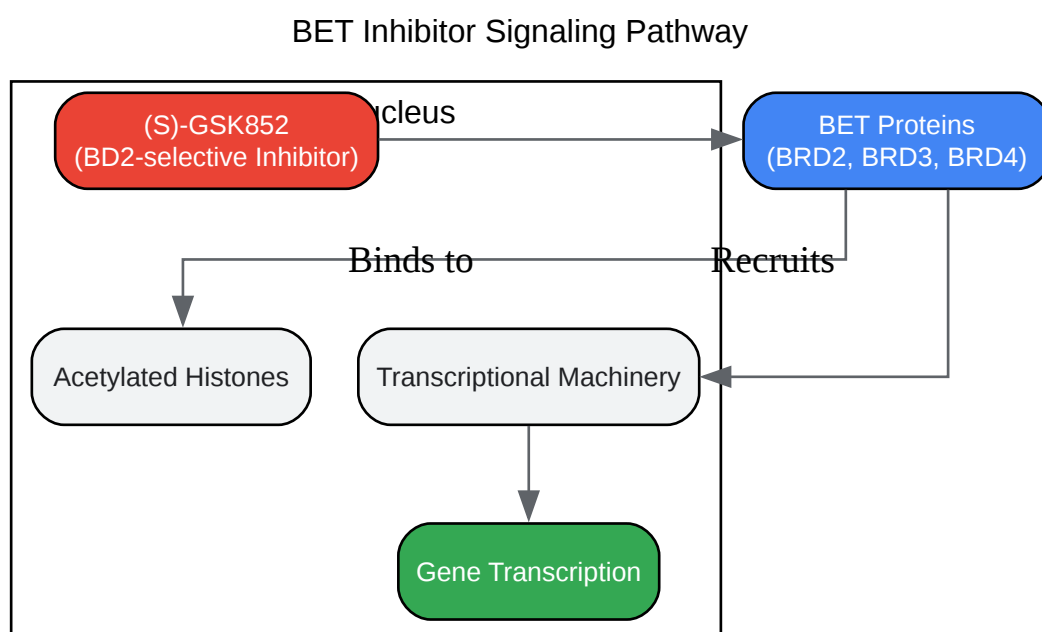 BET Inhibitor Signaling Pathway
ucleus
(S)-GSK852
(BD2-selective Inhibitor)
BET Proteins
(BRD2, BRD3, BRD4)
Binds to
Recruits
Acetylated Histones
Transcriptional Machinery
Gene Transcription